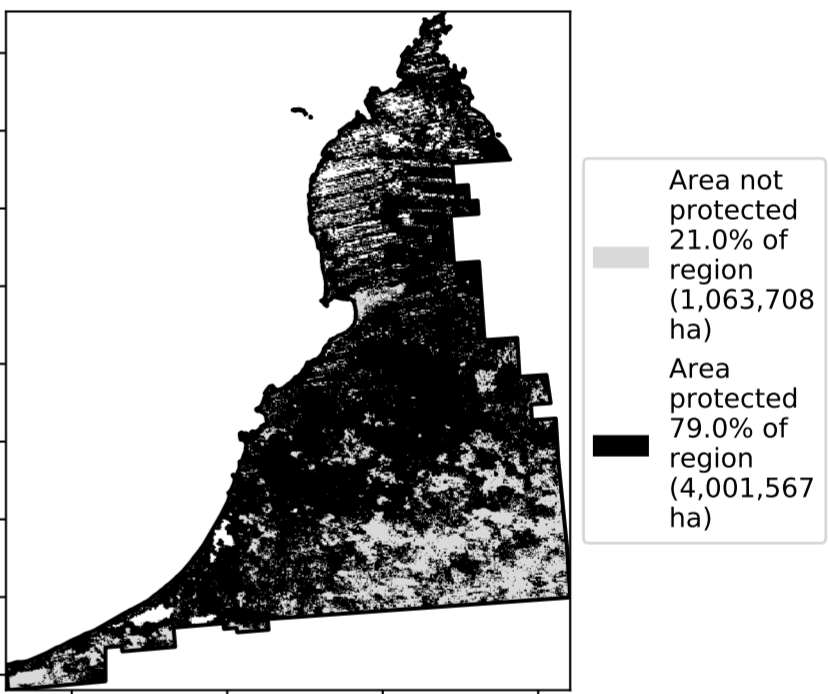 Area not
protected
21.0% of
region
(1,063,708
ha)
Area
protected
79.0% of
region
(4,001,567
ha)